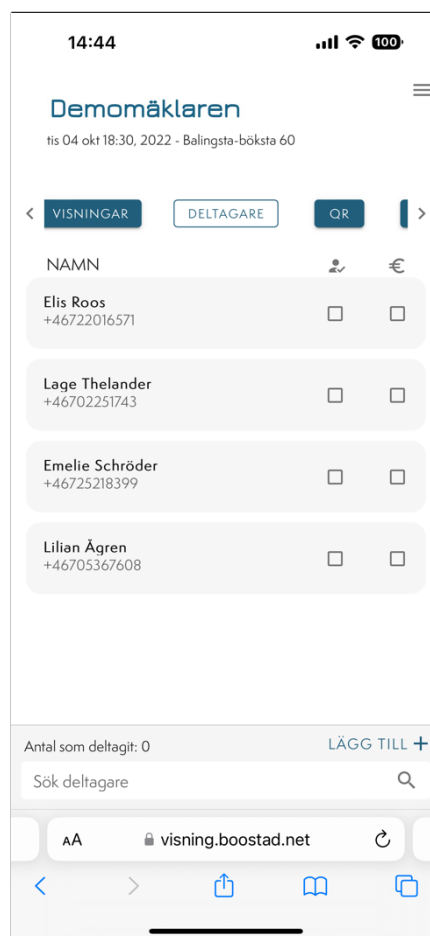 14:44
100
Demomäklaren
tis 04 okt 18:30, 2022 - Balingsta-böksta 60
VISNINGAR DELTAGARE QR
NAMN €
Elis Roos
+46722016571
Lage Thelander
+46702251743
Emelie Schröder
+46725218399
Lilian Ågren
+46705367608
Antal som deltagit: 0 LÄGG TILL +
Sök deltagare
AA visning.boostad.net